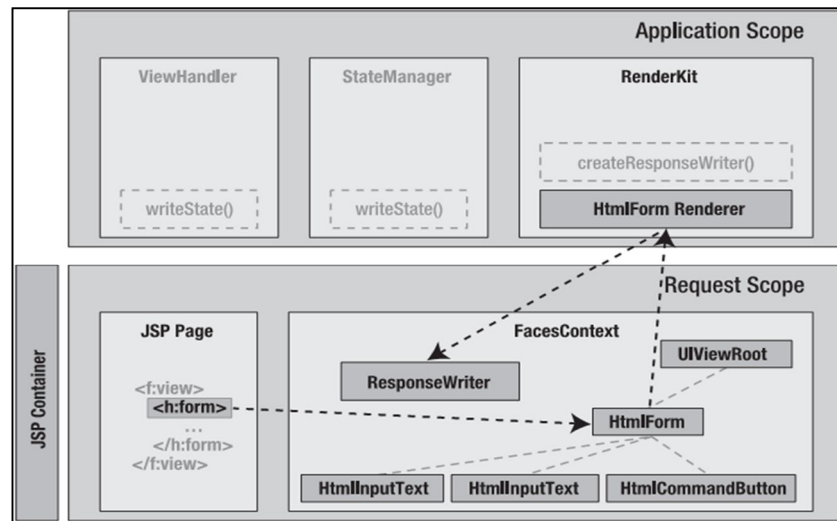 Application Scope
ViewHandler
StateManager
RenderKit
createResponseWriter()
writeState()
writeState()
HtmlForm Renderer
JSP Container
Request Scope
JSP Page
FacesContext
UIViewRoot
ResponseWriter
<f:view>
<h:form>
...
</h:form>
</f:view>
HtmlForm
HtmlInputText
HtmlInputText
HtmlCommandButton